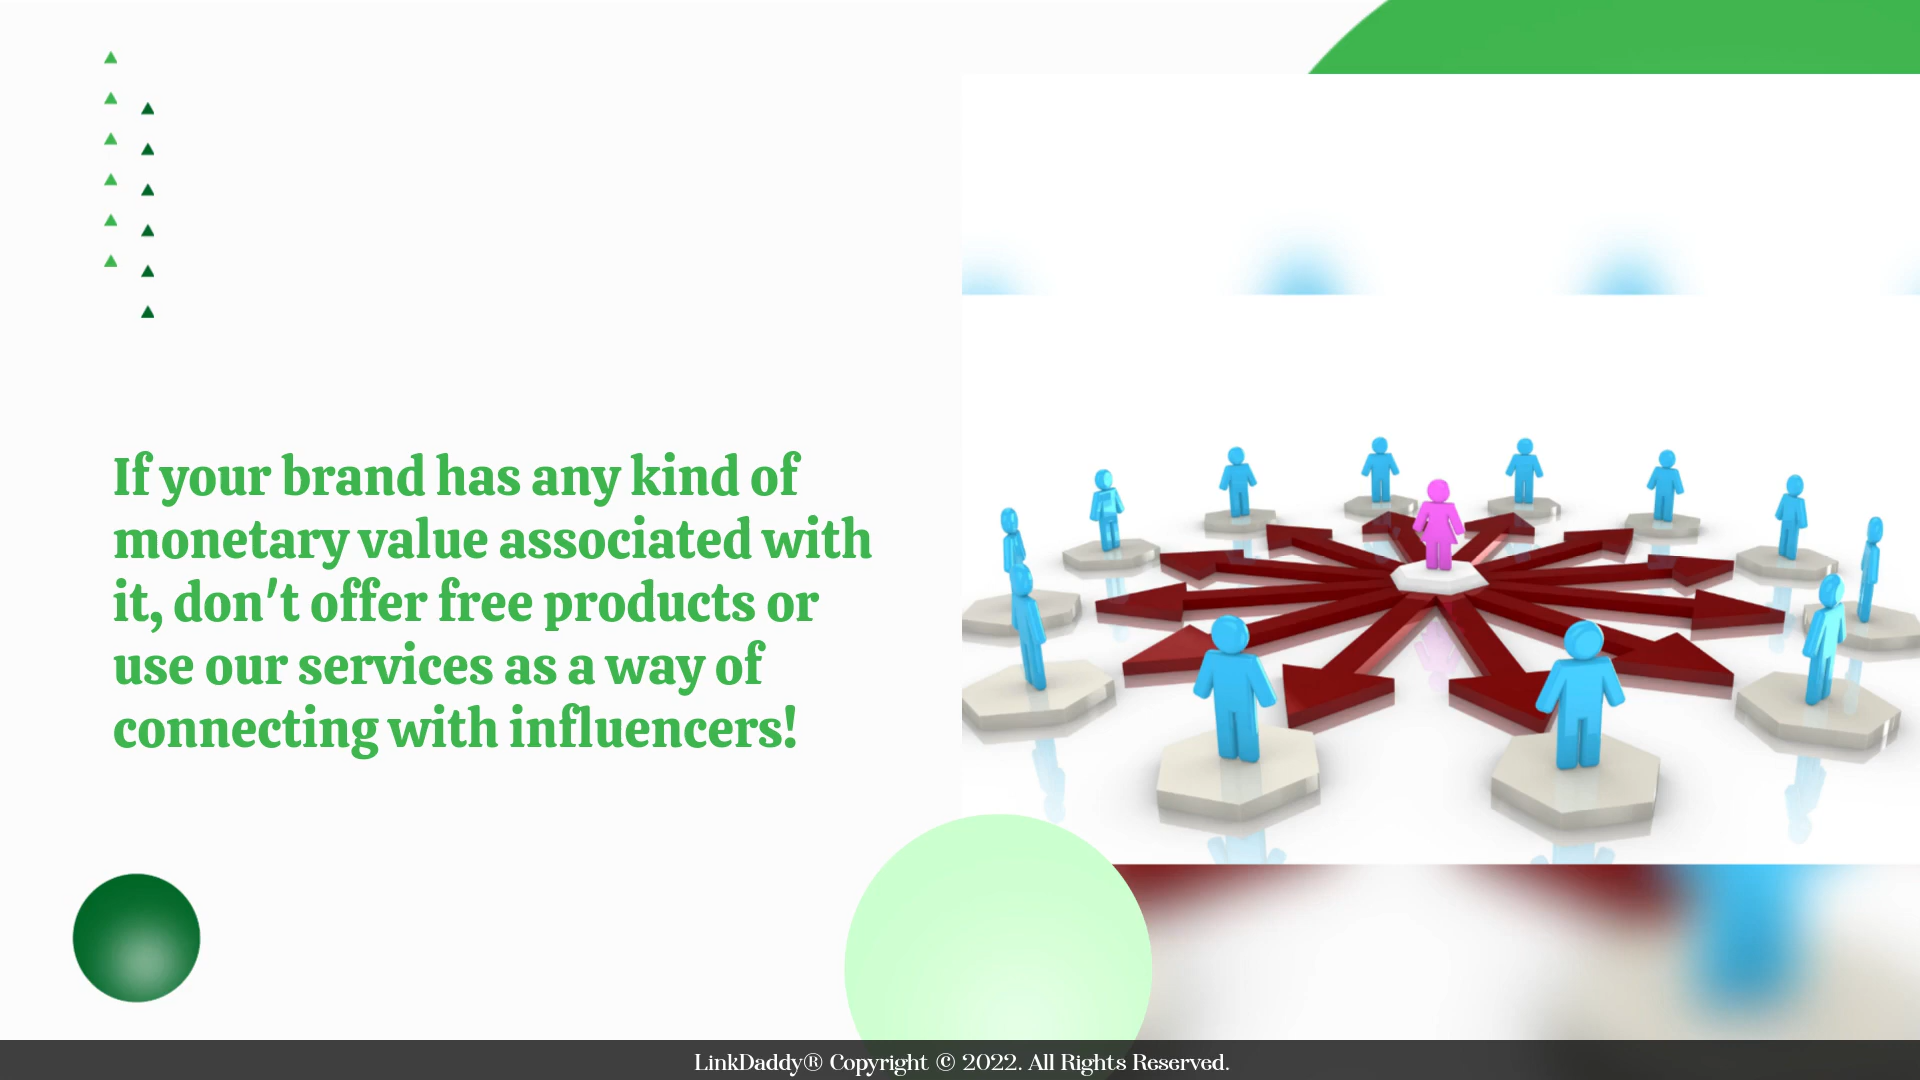 If your brand has any kind of
monetary value associated with
it, don't offer free products or
use our services as a way of
connecting with influencers!
LinkDaddy® Copyright © 2022. All Rights Reserved.